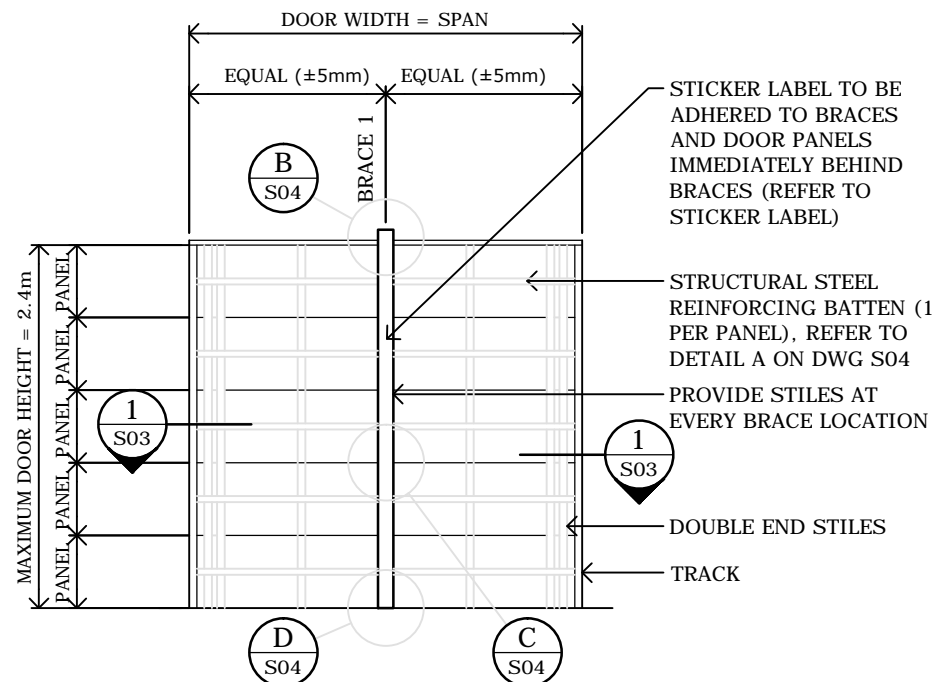 DOOR WIDTH = SPAN
EQUAL (±5mm)
EQUAL (±5mm)
BRACE 1
B
S04
STICKER LABEL TO BE
ADHERED TO BRACES
AND DOOR PANELS
IMMEDIATELY BEHIND
BRACES (REFER TO
STICKER LABEL)
MAXIMUM DOOR HEIGHT = 2.4m
PANEL
PANEL
PANEL
PANEL
PANEL
STRUCTURAL STEEL
REINFORCING BATTEN (1
PER PANEL), REFER TO
DETAIL A ON DWG S04
PROVIDE STILES AT
EVERY BRACE LOCATION
1
S03
1
S03
DOUBLE END STILES
TRACK
D
S04
C
S04